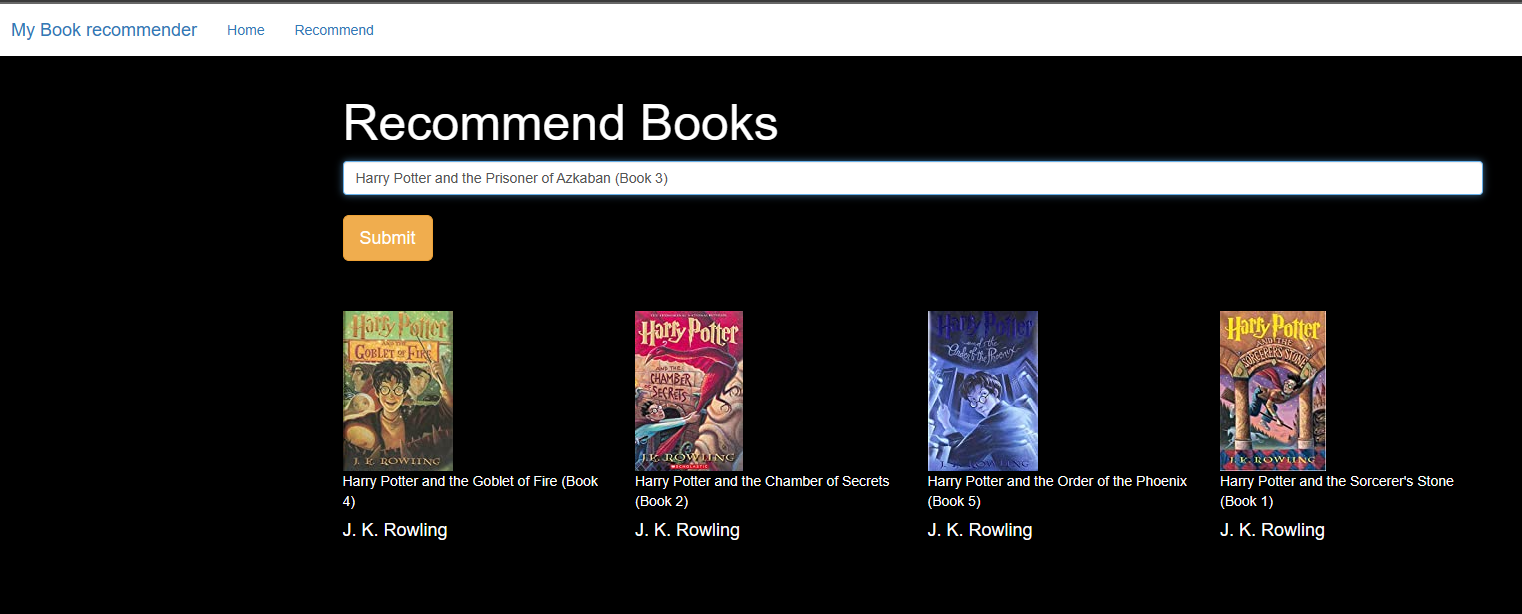 My Book recommender Home Recommend
Recommend Books
Harry Potter and the Prisoner of Azkaban (Book 3)
Submit
Harry Potter
AND THE
GOBLET OF FIRE
J. K. ROWLING
Harry Potter and the Goblet of Fire (Book
4)
J. K. Rowling
Harry Potter
AND THE
CHAMBER
OF
SECRETS
J. K. ROWLING
SCHOLASTIC
Harry Potter and the Chamber of Secrets
(Book 2)
J. K. Rowling
Harry Potter
and the
Order of the Phoenix
J. K. ROWLING
Harry Potter and the Order of the Phoenix
(Book 5)
J. K. Rowling
Harry Potter
AND THE
SORCERER'S STONE
J. K. ROWLING
Harry Potter and the Sorcerer's Stone
(Book 1)
J. K. Rowling